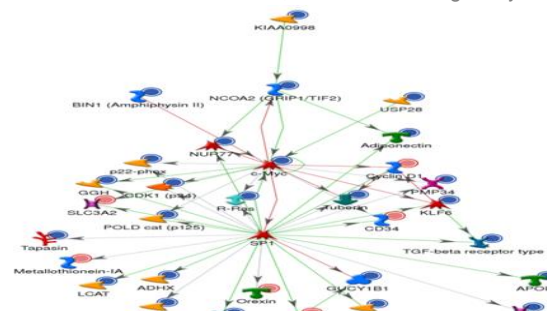 KIAA0998
NCOA2 (GRIP1/TIF2)
BIN1 (Amphiphysin II)
USP28
Adiponectin
NUR77
c-Myc
p22-phox
Cyclin D1
GGH
CDK1 (p34)
PMP34
SLC3A2
R-Ras
Tuberin
KLF6
POLD cat (p125)
CD34
SP1
Tapasin
TGF-beta receptor type
Metallothionein-IA
LCAT
ADHX
Orexin
GUCY1B1